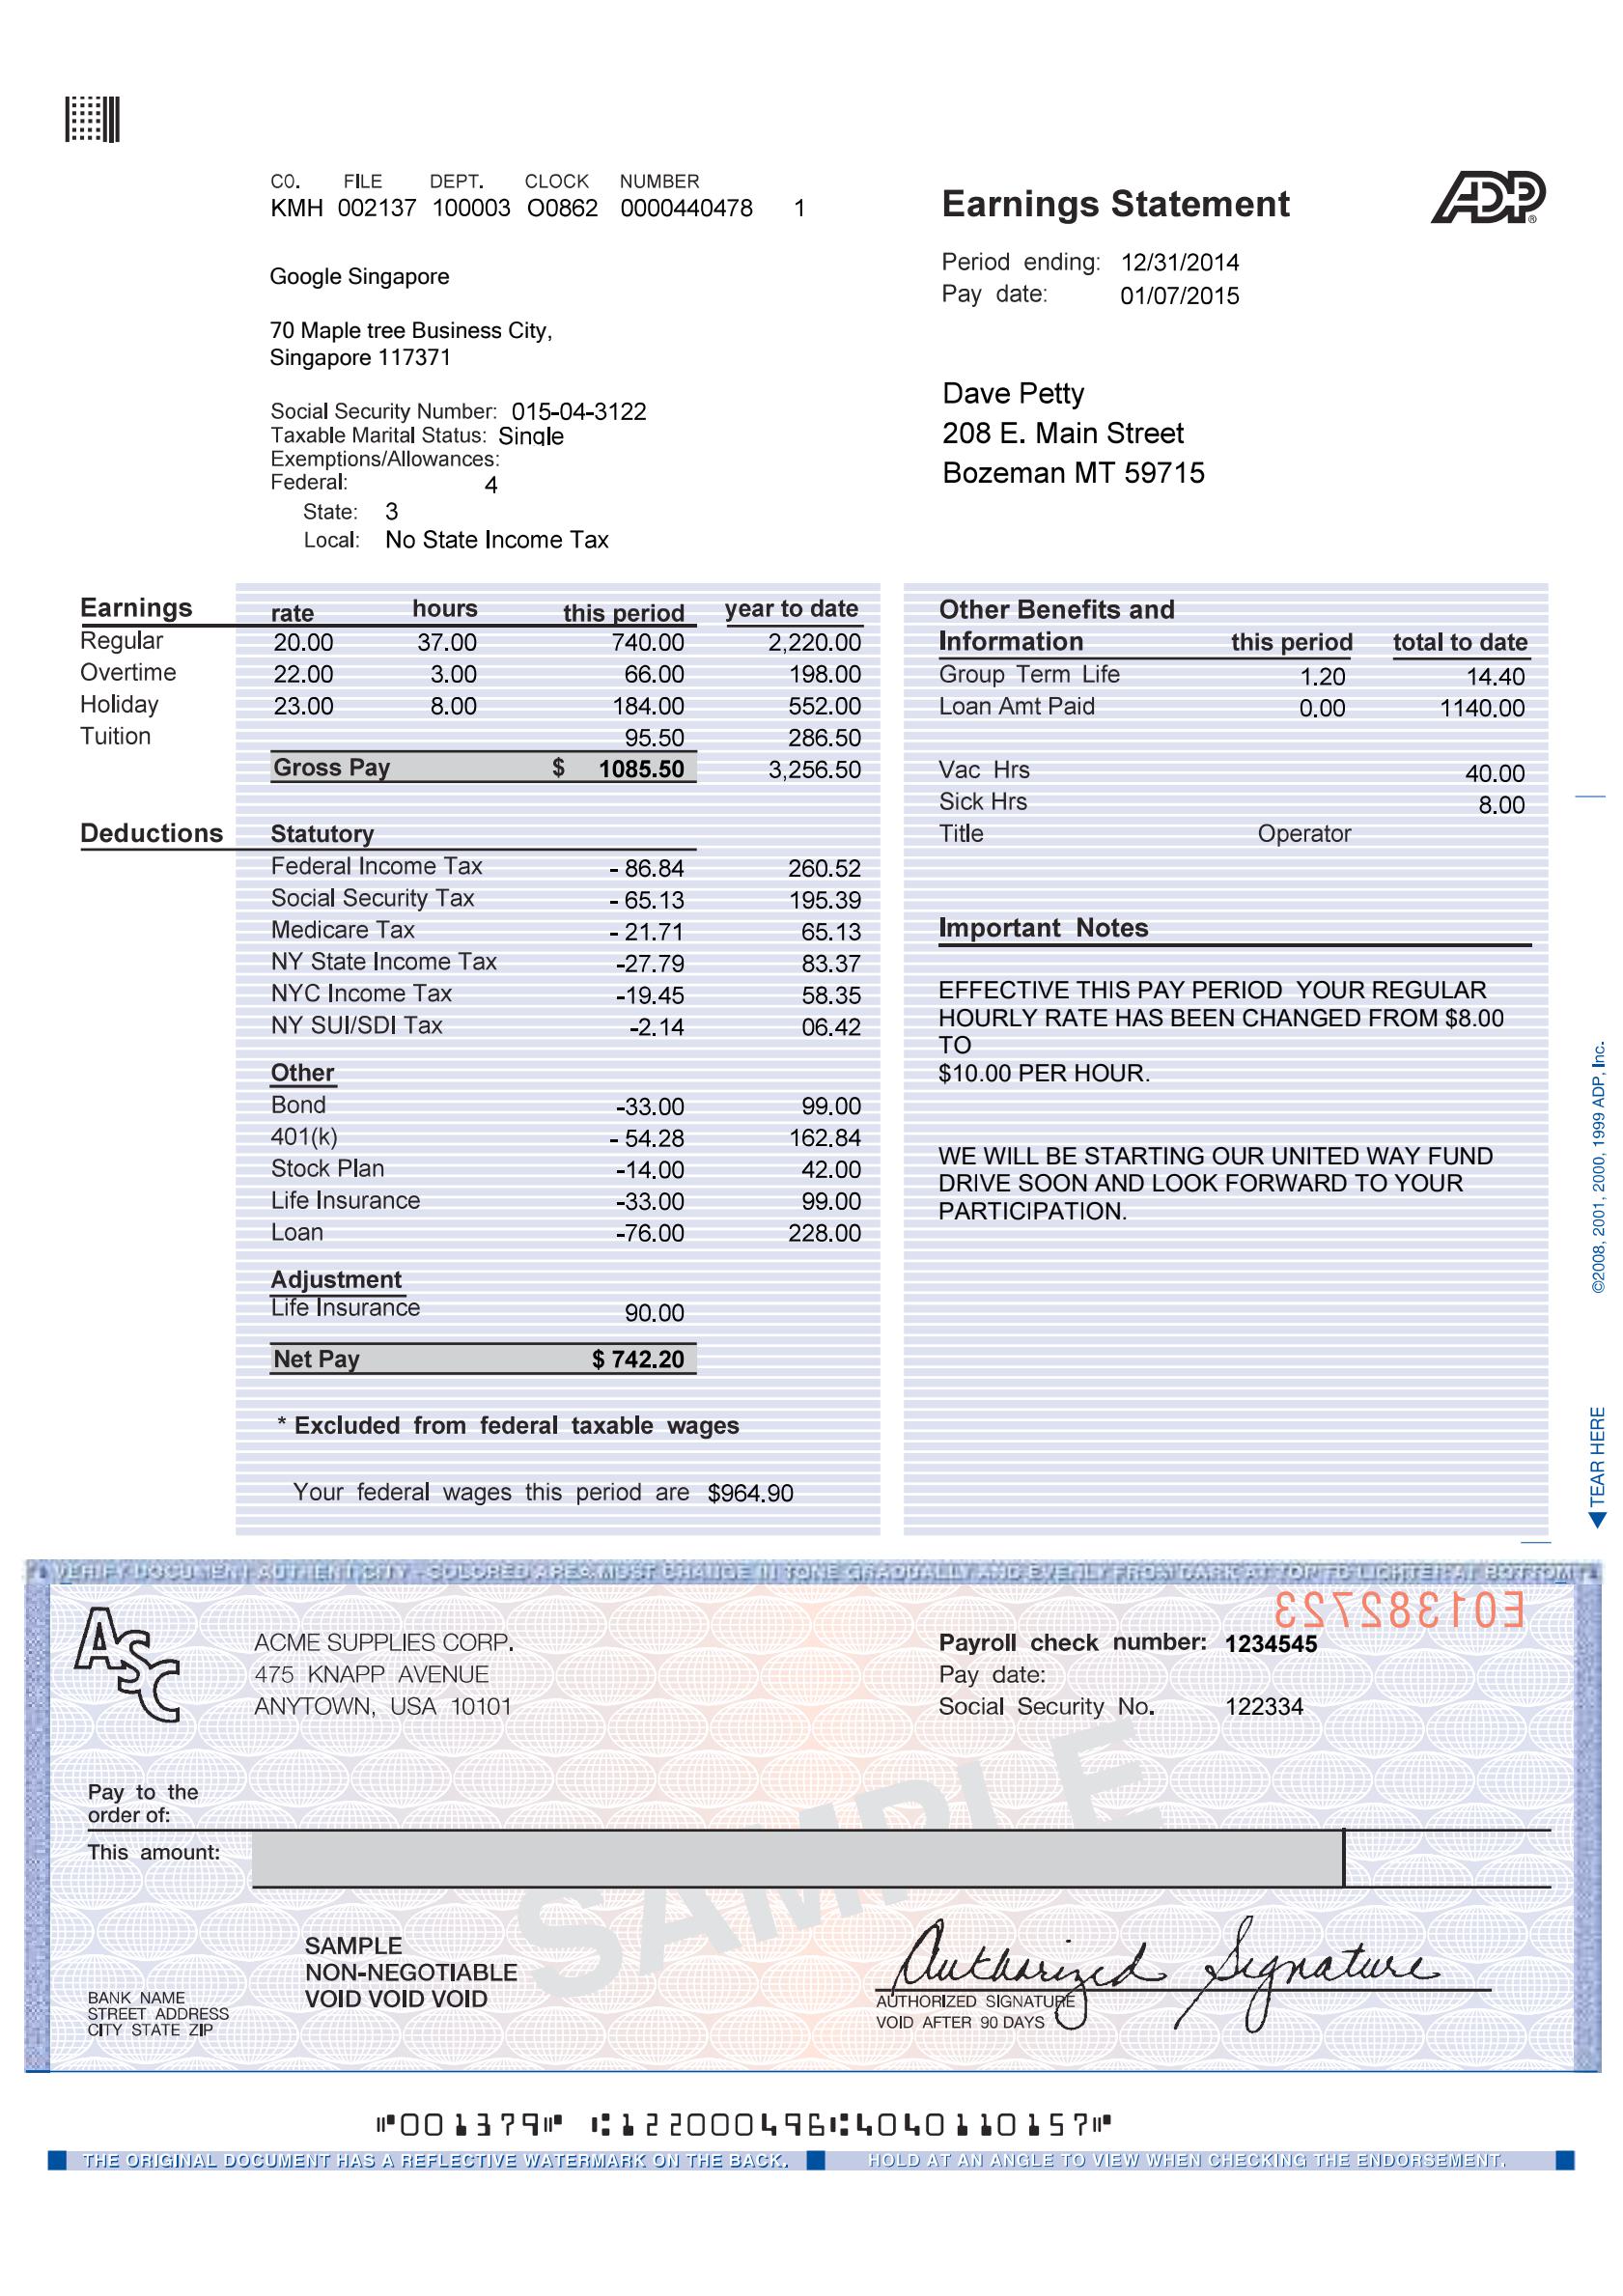 CO. FILE DEPT. CLOCK NUMBER
KMH 002137 100003 O0862 0000440478 1
Earnings Statement
ADP®
Period ending: 12/31/2014
Pay date: 01/07/2015
Google Singapore
70 Maple tree Business City,
Singapore 117371
Social Security Number: 015-04-3122
Taxable Marital Status: Single
Exemptions/Allowances:
Federal: 4
State: 3
Local: No State Income Tax
Dave Petty
208 E. Main Street
Bozeman MT 59715
Earnings rate hours this period year to date
Regular 20.00 37.00 740.00 2,220.00
Overtime 22.00 3.00 66.00 198.00
Holiday 23.00 8.00 184.00 552.00
Tuition 95.50 286.50
Gross Pay $ 1085.50 3,256.50
Deductions Statutory
Federal Income Tax - 86.84 260.52
Social Security Tax - 65.13 195.39
Medicare Tax - 21.71 65.13
NY State Income Tax -27.79 83.37
NYC Income Tax -19.45 58.35
NY SUI/SDI Tax -2.14 06.42
Other
Bond -33.00 99.00
401(k) - 54.28 162.84
Stock Plan -14.00 42.00
Life Insurance -33.00 99.00
Loan -76.00 228.00
Adjustment
Life Insurance 90.00
Net Pay $ 742.20
* Excluded from federal taxable wages
Your federal wages this period are $964.90
Other Benefits and
Information this period total to date
Group Term Life 1.20 14.40
Loan Amt Paid 0.00 1140.00
Vac Hrs 40.00
Sick Hrs 8.00
Title Operator
Important Notes
EFFECTIVE THIS PAY PERIOD YOUR REGULAR
HOURLY RATE HAS BEEN CHANGED FROM $8.00
TO
$10.00 PER HOUR.
WE WILL BE STARTING OUR UNITED WAY FUND
DRIVE SOON AND LOOK FORWARD TO YOUR
PARTICIPATION.
©2008, 2001, 2000, 1999 ADP, Inc.
TEAR HERE
VERIFY DOCUMENT AUTHENTICITY - COLORED AREA MUST CHANGE IN TONE GRADUALLY AND EVENLY FROM DARK AT TOP TO LIGHTER AT BOTTOM
E01382723
ASC
ACME SUPPLIES CORP.
475 KNAPP AVENUE
ANYTOWN, USA 10101
Payroll check number: 1234545
Pay date:
Social Security No. 122334
Pay to the
order of:
This amount:
SAMPLE
SAMPLE
NON-NEGOTIABLE
VOID VOID VOID
BANK NAME
STREET ADDRESS
CITY STATE ZIP
Authorized Signature
AUTHORIZED SIGNATURE
VOID AFTER 90 DAYS
⑈001379⑈ ⑆122000496⑆4040110157⑈
THE ORIGINAL DOCUMENT HAS A REFLECTIVE WATERMARK ON THE BACK.
HOLD AT AN ANGLE TO VIEW WHEN CHECKING THE ENDORSEMENT.